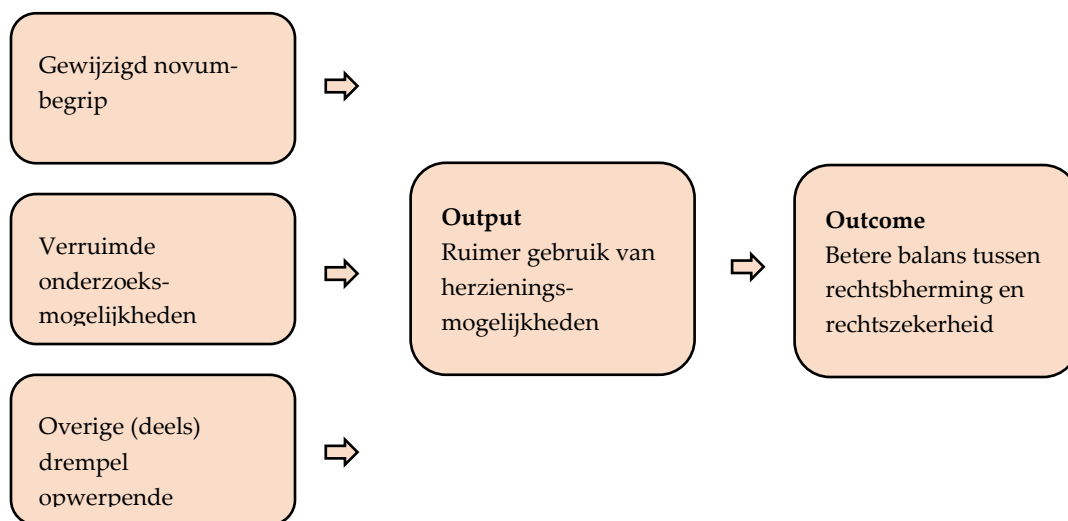 Gewijzigd novum-
begrip
Verruimde
onderzoeks-
mogelijkheden
Overige (deels)
drempel
opwerpende
Output
Ruimer gebruik van
herzienings-
mogelijkheden
Outcome
Betere balans tussen
rechtsbherming en
rechtszekerheid